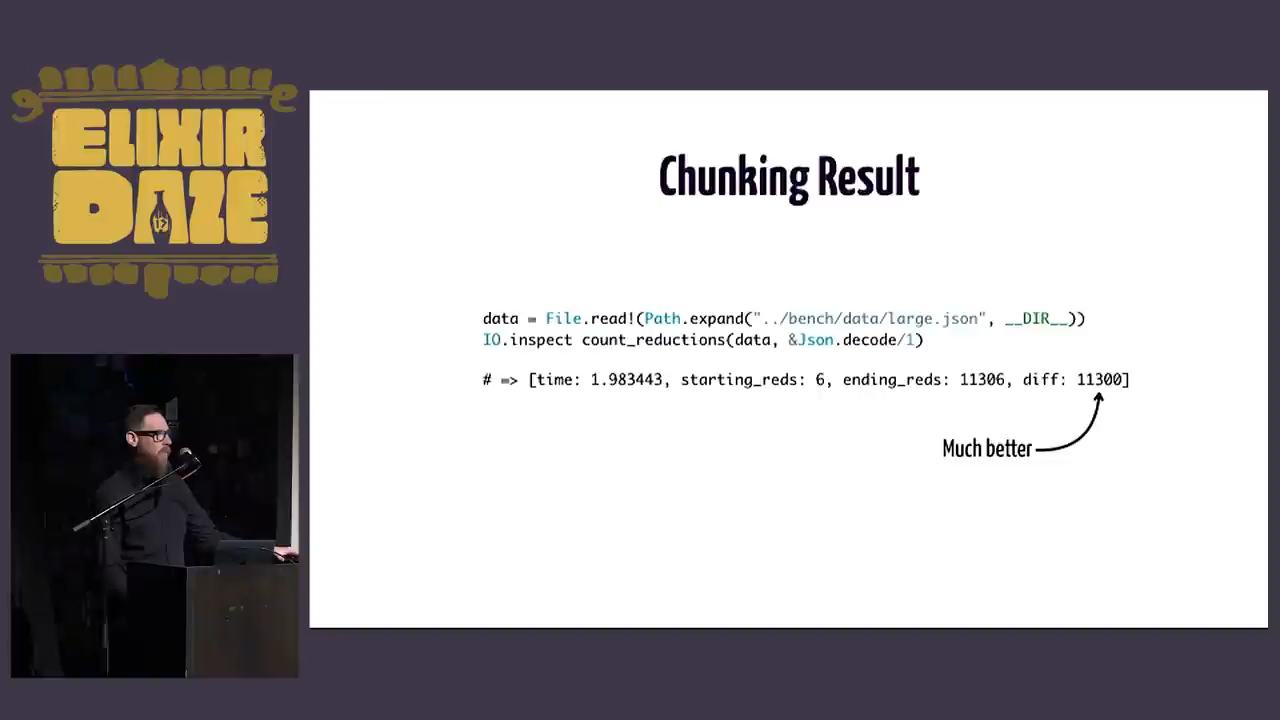 ELIXIR
DAZE
Chunking Result
data = File.read!(Path.expand("../bench/data/large.json", __DIR__))
IO.inspect count_reductions(data, &Json.decode/1)
# => [time: 1.983443, starting_reds: 6, ending_reds: 11306, diff: 11300]
Much better